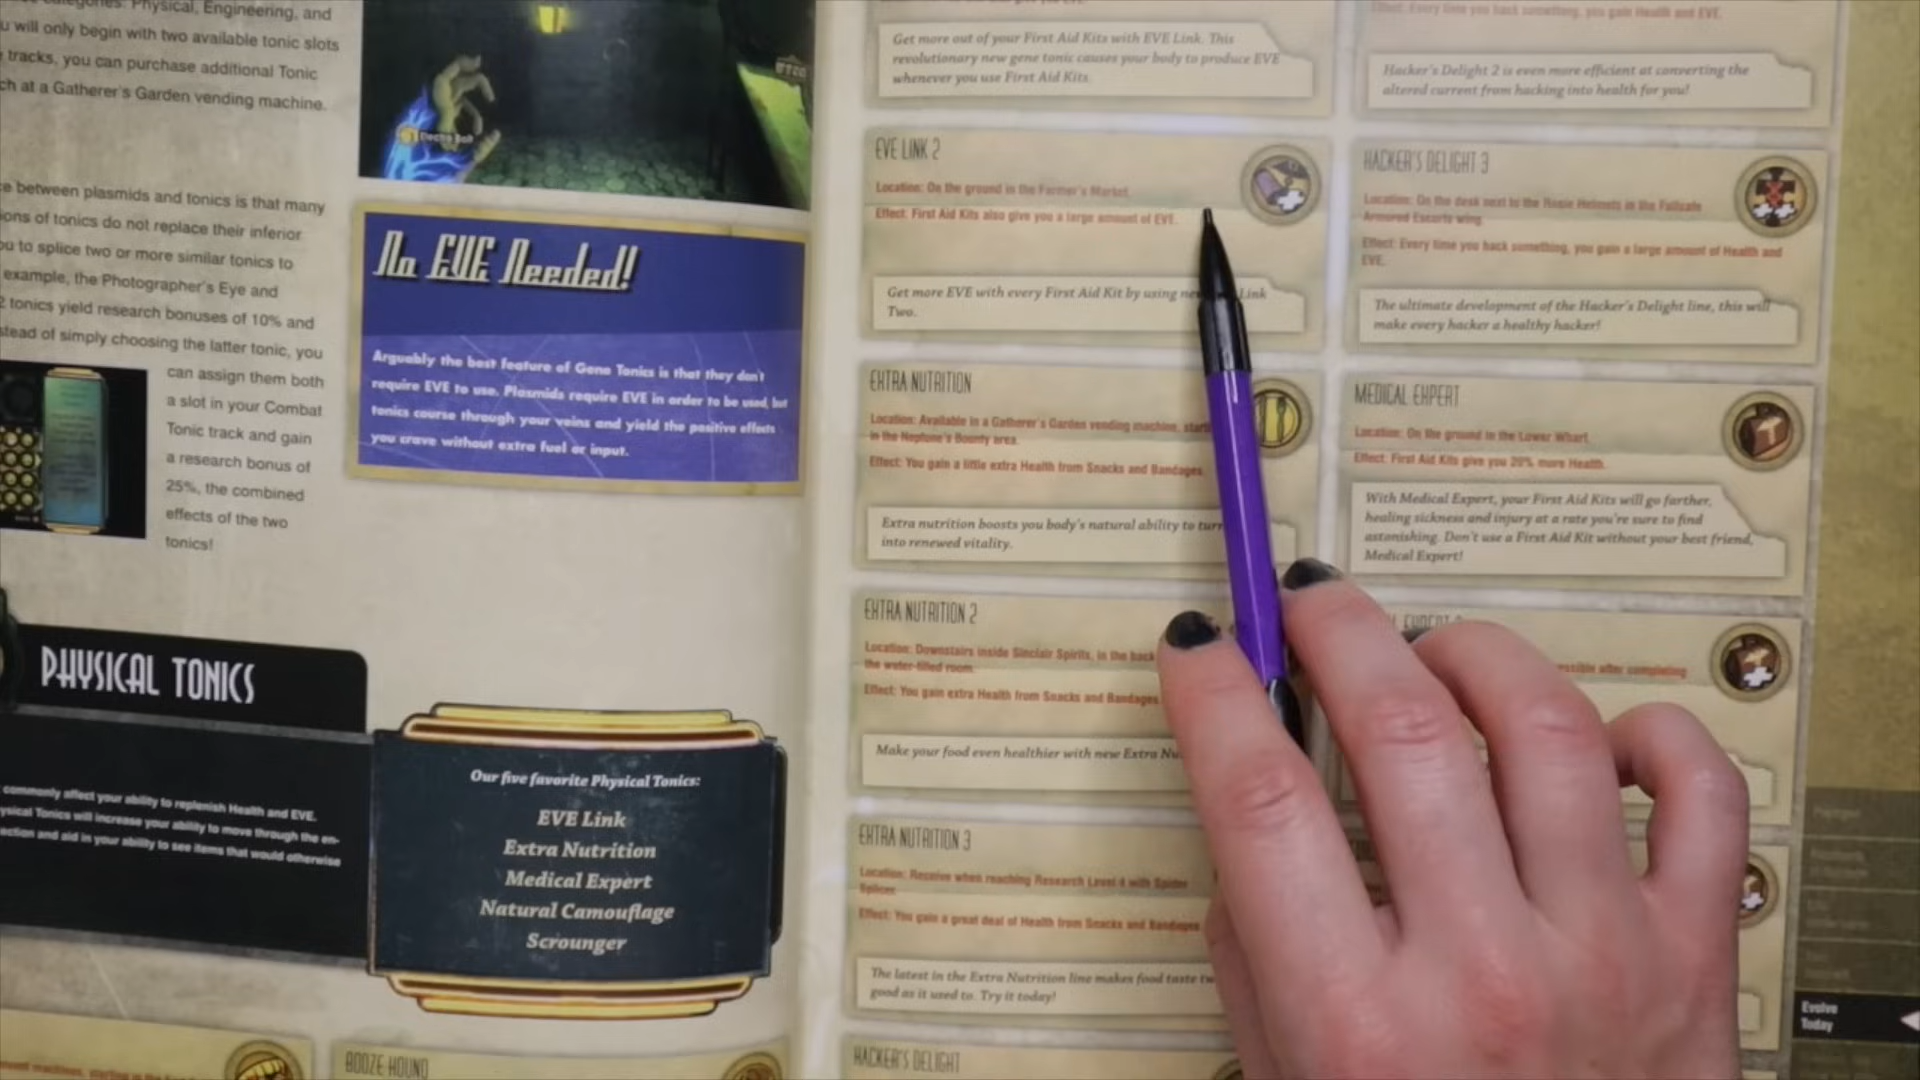 categories: Physical, Engineering, and
u will only begin with two available tonic slots
tracks, you can purchase additional Tonic
ch at a Gatherer's Garden vending machine.
e between plasmids and tonics is that many
ions of tonics do not replace their inferior
ou to splice two or more similar tonics to
example, the Photographer's Eye and
2 tonics yield research bonuses of 10% and
stead of simply choosing the latter tonic, you
can assign them both
a slot in your Combat
Tonic track and gain
a research bonus of
25%, the combined
effects of the two
tonics!
Electro Bolt
No EVE Needed!
Arguably the best feature of Gene Tonics is that they don't
require EVE to use. Plasmids require EVE in order to be used, but
tonics course through your veins and yield the positive effects
you crave without extra fuel or input.
PHYSICAL TONICS
commonly affect your ability to replenish Health and EVE.
ysical Tonics will increase your ability to move through the en-
action and aid in your ability to see items that would otherwise
Our five favorite Physical Tonics:
EVE Link
Extra Nutrition
Medical Expert
Natural Camouflage
Scrounger
BOOZE HOUND
Get more out of your First Aid Kits with EVE Link. This
revolutionary new gene tonic causes your body to produce EVE
whenever you use First Aid Kits.
EVE LINK 2
Location: On the ground in the Farmer's Market.
Effect: First Aid Kits also give you a large amount of EVE.
Get more EVE with every First Aid Kit by using Link
Two.
EXTRA NUTRITION
Location: Available in a Gatherer's Garden vending machine, start
in the Neptune's Bounty area.
Effect: You gain a little extra Health from Snacks and Bandages.
Extra nutrition boosts you body's natural ability to turn
into renewed vitality.
EXTRA NUTRITION 2
Location: Downstairs inside Sinclair Spirits, in the back
the water-filled room.
Effect: You gain extra Health from Snacks and Bandages.
Make your food even healthier with new Extra Nu
EXTRA NUTRITION 3
Location: Receive when reaching Research Level 4 with Spider
Splicer.
Effect: You gain a great deal of Health from Snacks and Bandages.
The latest in the Extra Nutrition line makes food taste tw
good as it used to. Try it today!
HACKER'S DELIGHT
Effect: Every time you hack something, you gain Health and EVE.
Hacker's Delight 2 is even more efficient at converting the
altered current from hacking into health for you!
HACKER'S DELIGHT 3
Location: On the desk next to the Rosie Helmets in the Failsafe
Armored Escorts wing.
Effect: Every time you hack something, you gain a large amount of Health and
EVE.
The ultimate development of the Hacker's Delight line, this will
make every hacker a healthy hacker!
MEDICAL EXPERT
Location: On the ground in the Lower Wharf.
Effect: First Aid Kits give you 20% more Health.
With Medical Expert, your First Aid Kits will go farther,
healing sickness and injury at a rate you're sure to find
astonishing. Don't use a First Aid Kit without your best friend,
Medical Expert!
after completing
Evolve
Today